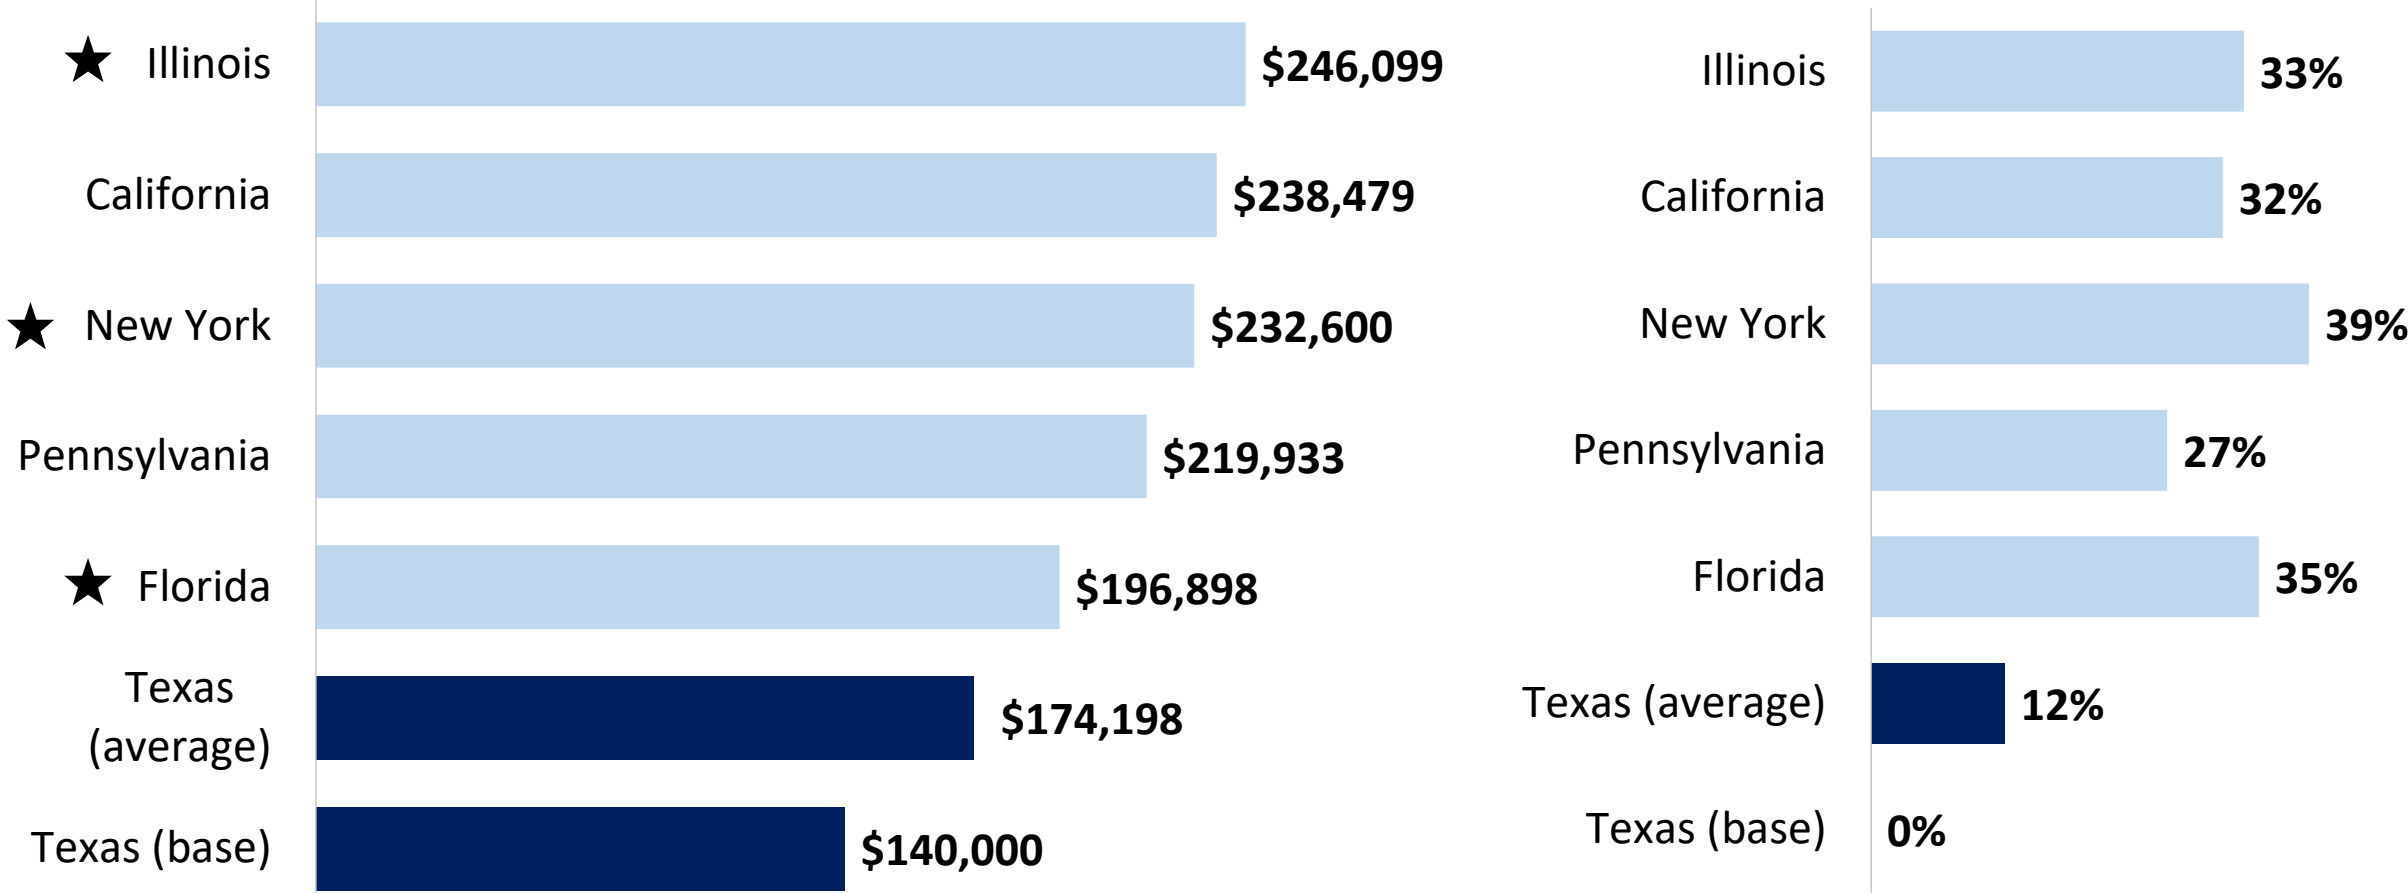 ★ Illinois $246,099
California $238,479
★ New York $232,600
Pennsylvania $219,933
★ Florida $196,898
Texas
(average) $174,198
Texas (base) $140,000
Illinois 33%
California 32%
New York 39%
Pennsylvania 27%
Florida 35%
Texas (average) 12%
Texas (base) 0%